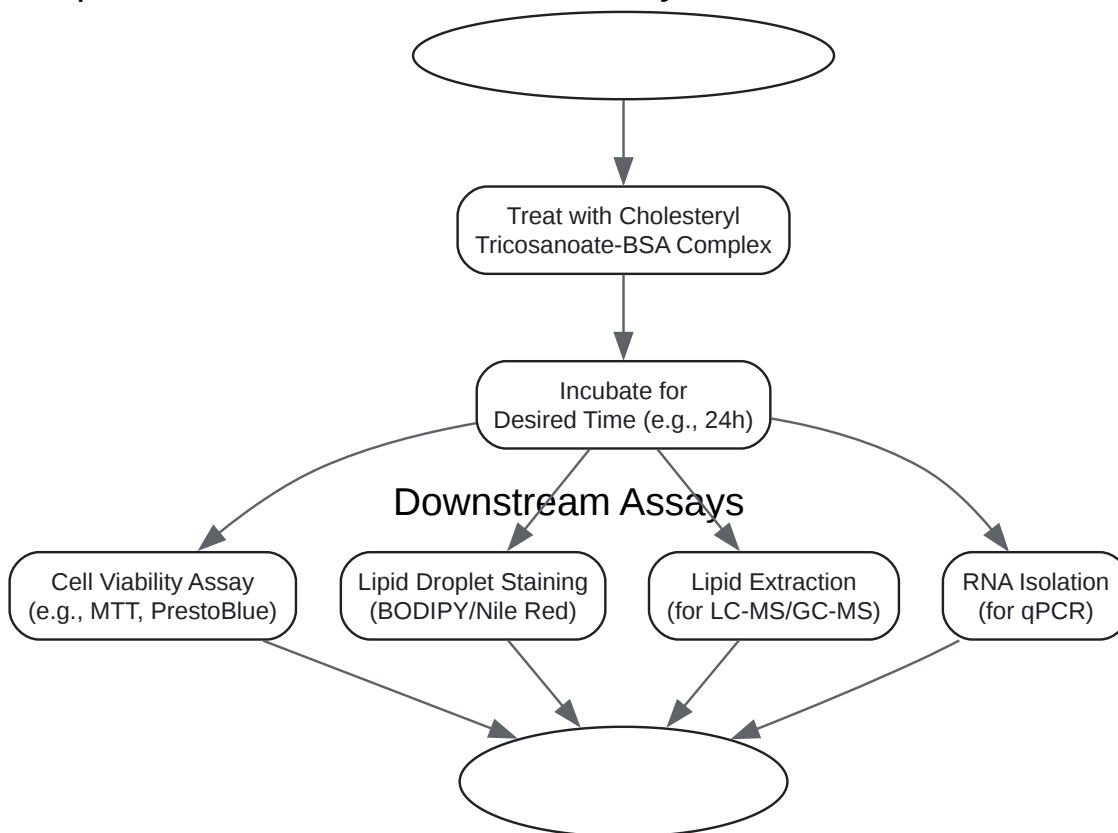 Treat with Cholesteryl
Tricosanoate-BSA Complex
Incubate for
Desired Time (e.g., 24h)
Downstream Assays
Cell Viability Assay
(e.g., MTT, PrestoBlue)
Lipid Droplet Staining
(BODIPY/Nile Red)
Lipid Extraction
(for LC-MS/GC-MS)
RNA Isolation
(for qPCR)